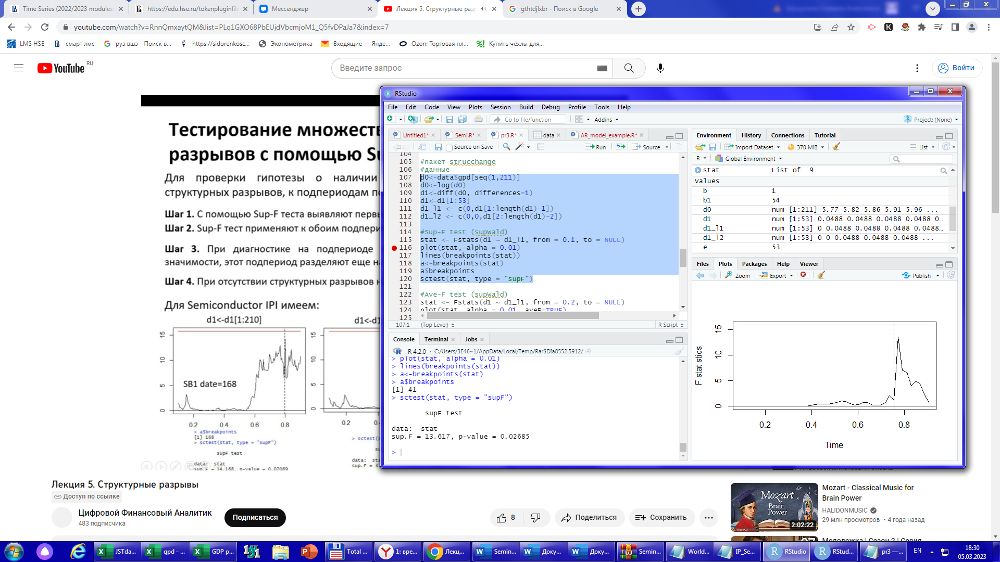 Time Series (2022/2023 modules
https://edu.hse.ru/tokenpluginfile
Мессенджер
Лекция 5. Структурные разр
gthtdjlxbr - Поиск в Google
youtube.com/watch?v=RnnQmxaytQM&list=PLq1GXO68PbEUjdVbcmjoM1_Q5fvDPaJa7&index=7
LMS HSE
смарт лмс
руз вшэ - Поиск в...
https://sidorenkosc...
Эконометрика
Входящие — Янде...
Ozon: Торговая пл...
Купить чехлы для...
YouTube RU
Введите запрос
Войти
Тестирование множеств
разрывов с помощью Su
Для проверки гипотезы о наличии
структурных разрывов, к подпериодам п
Шаг 1. С помощью Sup-F теста выявляют первы
Шаг 2. Sup-F тест применяют к обоим подпери
Шаг 3. При диагностике на подпериоде
значимости, этот подпериод разделяют еще н
Шаг 4. При отсутствии структурных разрывов н
Для Semiconductor IPI имеем:
d1<-d1[1:210]
d1<-d1
15
10
5
0
SB1 date=168
0.2 0.4 0.6 0.8
15
10
5
0
0.2
> a$breakpoints
[1] 168
> sctest(stat, type = "supF")
supF test
data: stat
sup.F = 14.168, p-value = 0.02069
> sctest(s
su
data: sta
sup.F = 3.
RStudio
File Edit Code View Plots Session Build Debug Profile Tools Help
Go to file/function
Addins
Project: (None)
Untitled1*
Semi.R*
pr3.R*
data
AR_model_example.R*
Source on Save
Run
Source
104
105 #пакет strucchange
106 #данные
107 d0<-data$gpd[seq(1,211)]
108 d0<-log(d0)
109 d1<-diff(d0, differences=1)
110 d1<-d1[1:53]
111 d1_l1 <- c(0,d1[1:length(d1)-1])
112 d1_l2 <- c(0,0,d1[2:length(d1)-2])
113
114 #Sup-F test (supWald)
115 stat <- Fstats(d1 ~ d1_l1, from = 0.1, to = NULL)
116 plot(stat, alpha = 0.01)
117 lines(breakpoints(stat))
118 a<-breakpoints(stat)
119 a$breakpoints
120 sctest(stat, type = "supF")
121
122 #Ave-F test (supWald)
123 stat <- Fstats(d1 ~ d1_l1, from = 0.2, to = NULL)
124 plot(stat, alpha = 0.01, aveF=TRUE)
125
107:1 (Top Level)
R Script
Console Terminal Jobs
R 4.2.0 · C:/Users/3E46~1/AppData/Local/Temp/Rar$DIa8552.5912/
> plot(stat, alpha = 0.01)
> lines(breakpoints(stat))
> a<-breakpoints(stat)
> a$breakpoints
[1] 41
> sctest(stat, type = "supF")
supF test
data: stat
sup.F = 13.617, p-value = 0.02685
>
Environment History Connections Tutorial
Import Dataset
370 MiB
List
R
Global Environment
stat List of 9
Values
b 1
b1 54
d0 num [1:211] 5.77 5.82 5.86 5.91 5.96 ...
d1 num [1:53] 0.0488 0.0488 0.0488 0.0488 0...
d1_l1 num [1:53] 0 0.0488 0.0488 0.0488 0.0488...
d1_l2 num [1:53] 0 0 0.0488 0.0488 0.0488 ...
e 53
Files Plots Packages Help Viewer
Zoom
Export
Publish
F statistics
15
10
5
0
0.2 0.4 0.6 0.8
Time
Лекция 5. Структурные разрывы
Доступ по ссылке
Цифровой Финансовый Аналитик
483 подписчика
Подписаться
8
Поделиться
Сохранить
Mozart
Brain
Power
2:02:22
Mozart - Classical Music for
Brain Power
HALIDONMUSIC
29 млн просмотров • 4 года назад
Молодежка | Сезон 2 | Серия
JSTda...
gpd - ...
GDP p...
Total ...
1: вре...
Лекц...
Semin...
Доку...
Доку...
Semin...
World...
IP_Se...
RStudio
RStud...
pr3 —...
EN
18:30
05.03.2023